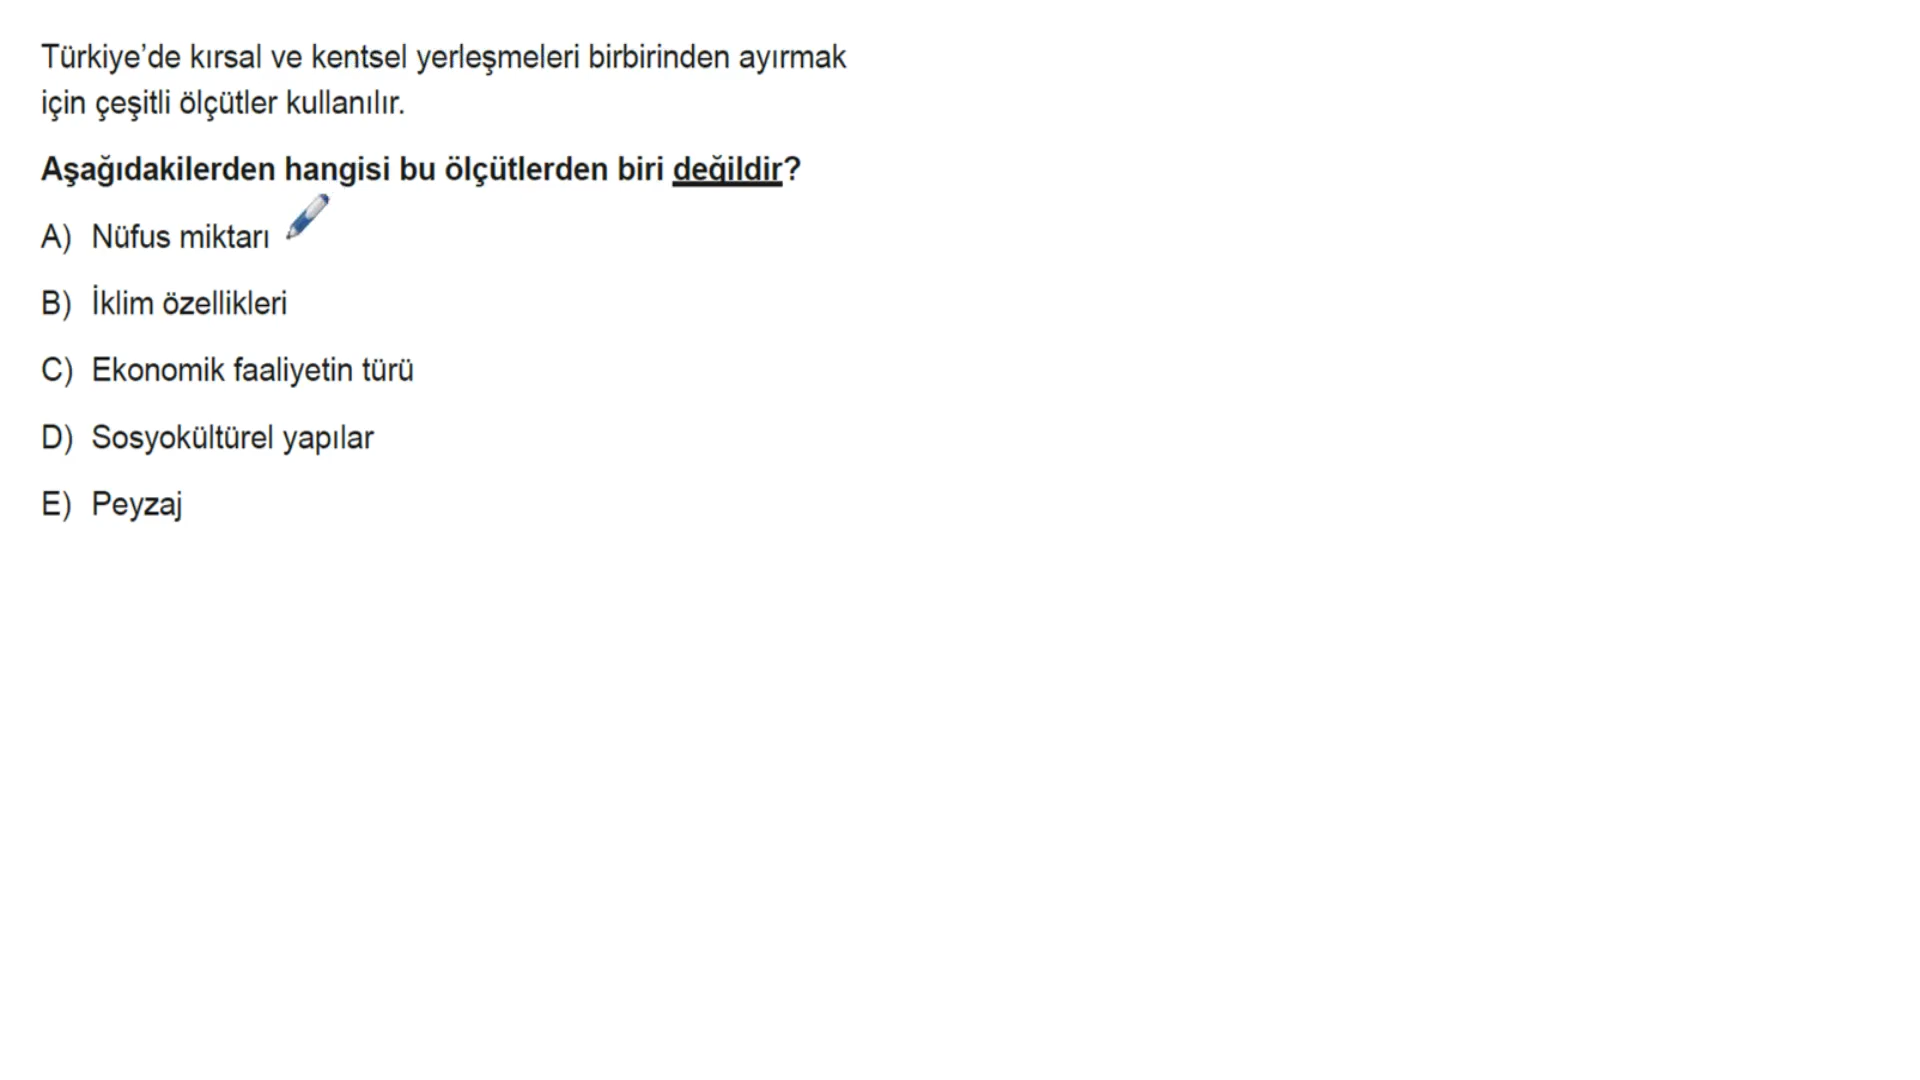 Türkiye’de kırsal ve kentsel yerleşmeleri birbirinden ayırmak
için çeşitli ölçütler kullanılır.
Aşağıdakilerden hangisi bu ölçütlerden biri değildir?
A) Nüfus miktarı
B) İklim özellikleri
C) Ekonomik faaliyetin türü
D) Sosyokültürel yapılar
E) Peyzaj